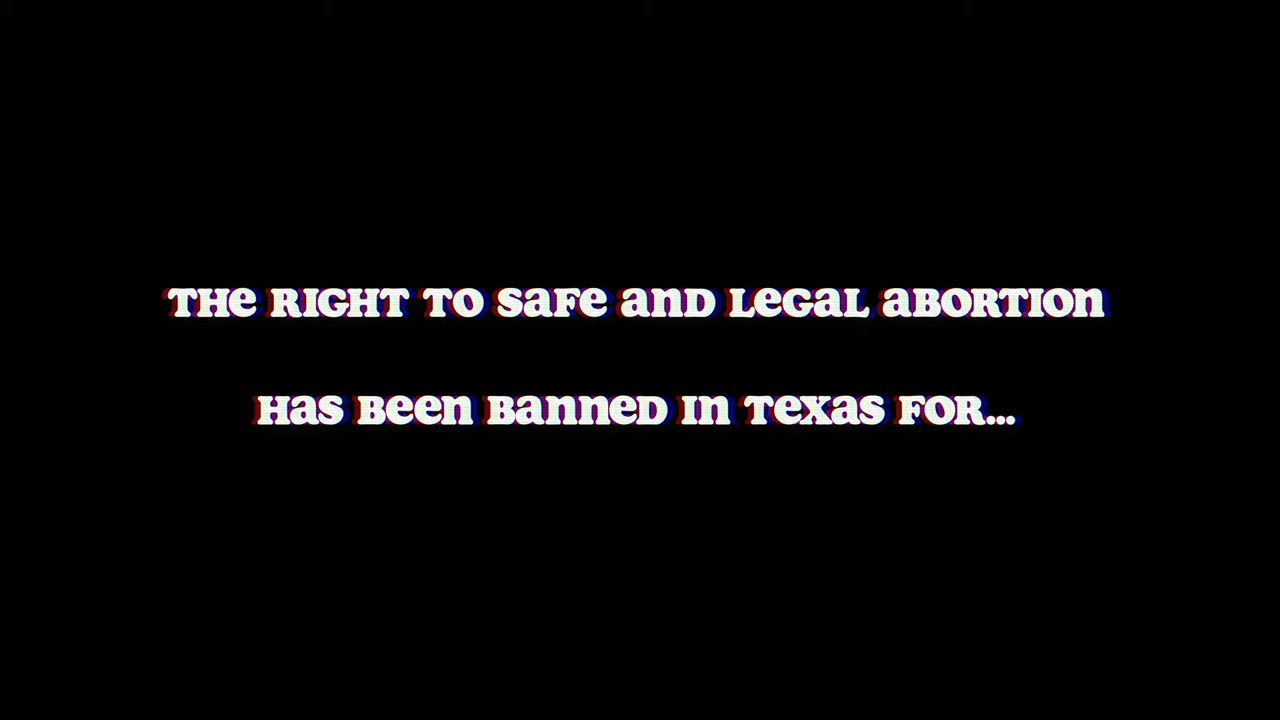 THE RIGHT TO SAFE AND LEGAL ABORTION
HAS BEEN BANNED IN TEXAS FOR...